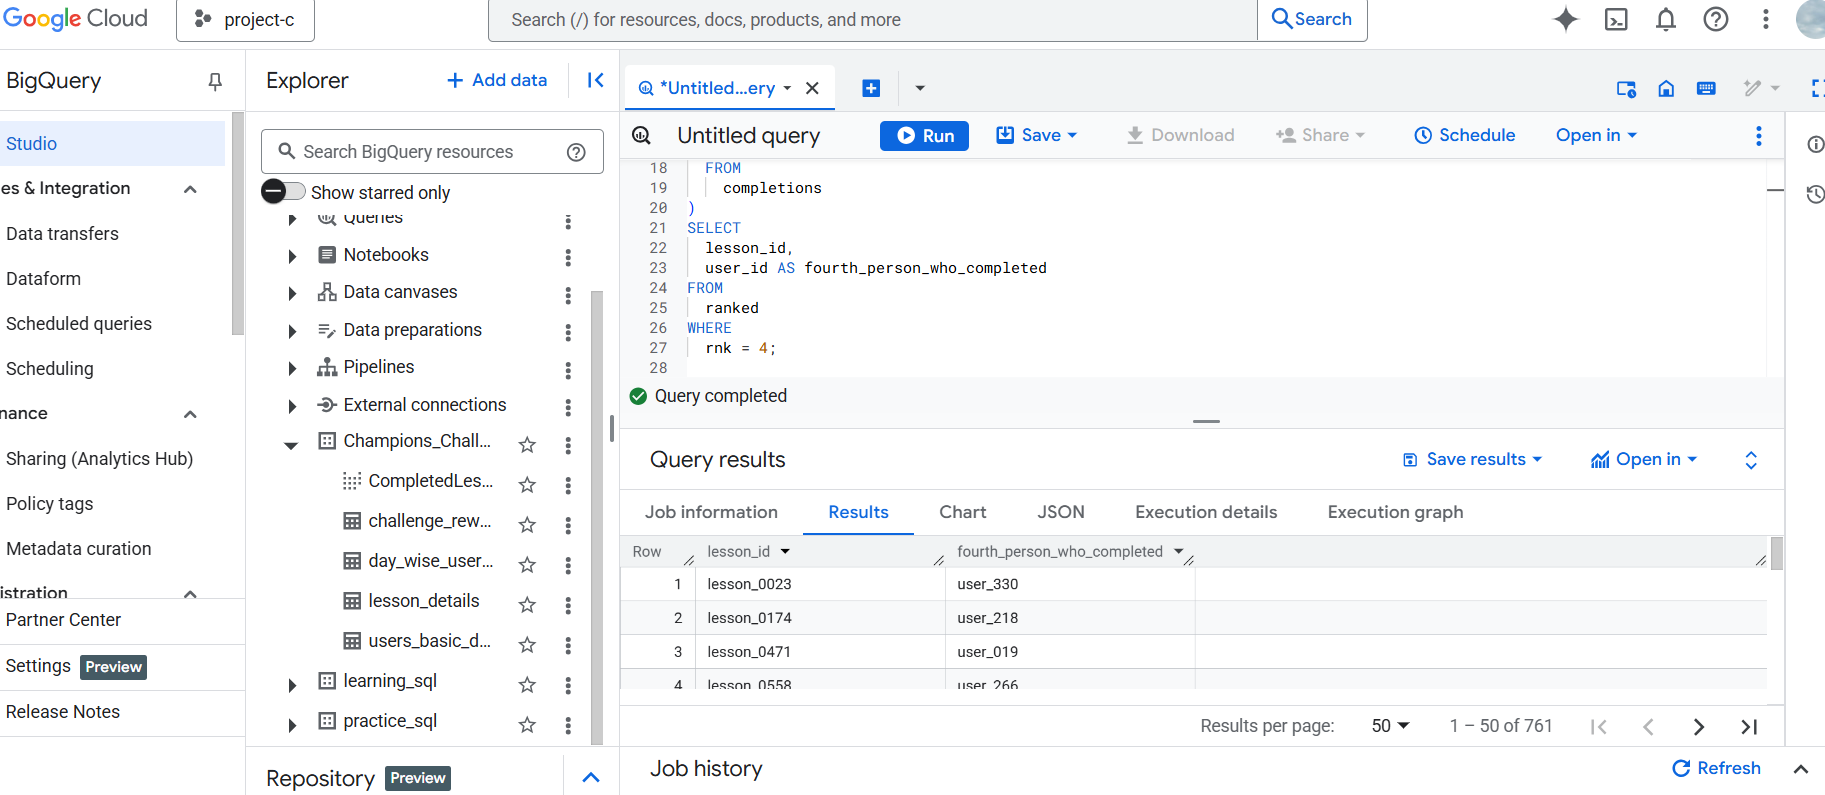 Google Cloud
project-c
Search (/) for resources, docs, products, and more
Search
BigQuery
Studio
es & Integration
Data transfers
Dataform
Scheduled queries
Scheduling
nance
Sharing (Analytics Hub)
Policy tags
Metadata curation
istration
Partner Center
Settings Preview
Release Notes
Explorer
+ Add data
Search BigQuery resources
Show starred only
Queries
Notebooks
Data canvases
Data preparations
Pipelines
External connections
Champions_Chall...
CompletedLes...
challenge_rew...
day_wise_user...
lesson_details
users_basic_d...
learning_sql
practice_sql
Repository Preview
*Untitled...ery
Untitled query
Run
Save
Download
Share
Schedule
Open in
18 FROM
19 completions
20 )
21 SELECT
22 lesson_id,
23 user_id AS fourth_person_who_completed
24 FROM
25 ranked
26 WHERE
27 rnk = 4;
28
Query completed
Query results
Save results
Open in
Job information Results Chart JSON Execution details Execution graph
Row lesson_id fourth_person_who_completed
1 lesson_0023 user_330
2 lesson_0174 user_218
3 lesson_0471 user_019
4 lesson_0558 user_266
Results per page: 50 1 – 50 of 761
Job history
Refresh